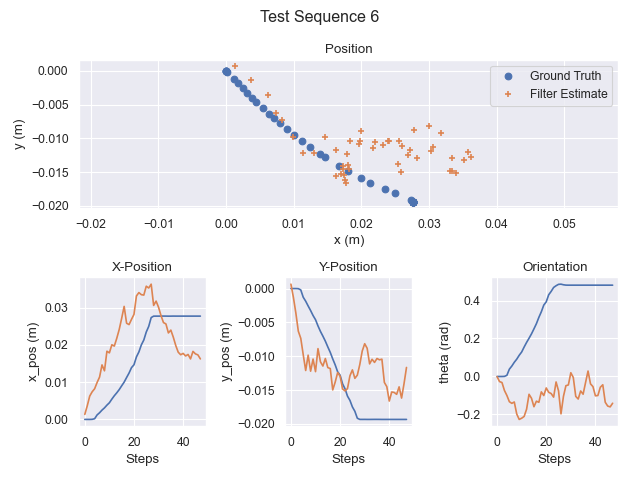 Test Sequence 6
Position
0.000
−0.005
−0.010
−0.015
−0.020
y (m)
Ground Truth
Filter Estimate
−0.02 −0.01 0.00 0.01 0.02 0.03 0.04 0.05
x (m)
X-Position
0.03
0.02
0.01
0.00
x_pos (m)
0 20 40
Steps
Y-Position
0.000
−0.005
−0.010
−0.015
−0.020
y_pos (m)
0 20 40
Steps
Orientation
0.4
0.2
0.0
−0.2
theta (rad)
0 20 40
Steps